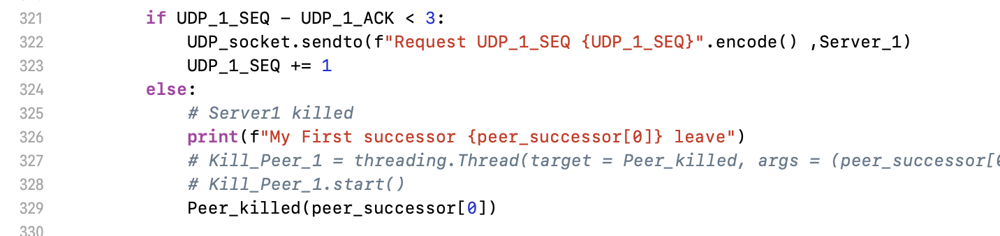 321 if UDP_1_SEQ - UDP_1_ACK < 3:
322 UDP_socket.sendto(f"Request UDP_1_SEQ {UDP_1_SEQ}".encode() ,Server_1)
323 UDP_1_SEQ += 1
324 else:
325 # Server1 killed
326 print(f"My First successor {peer_successor[0]} leave")
327 # Kill_Peer_1 = threading.Thread(target = Peer_killed, args = (peer_successor[0
328 # Kill_Peer_1.start()
329 Peer_killed(peer_successor[0])
330